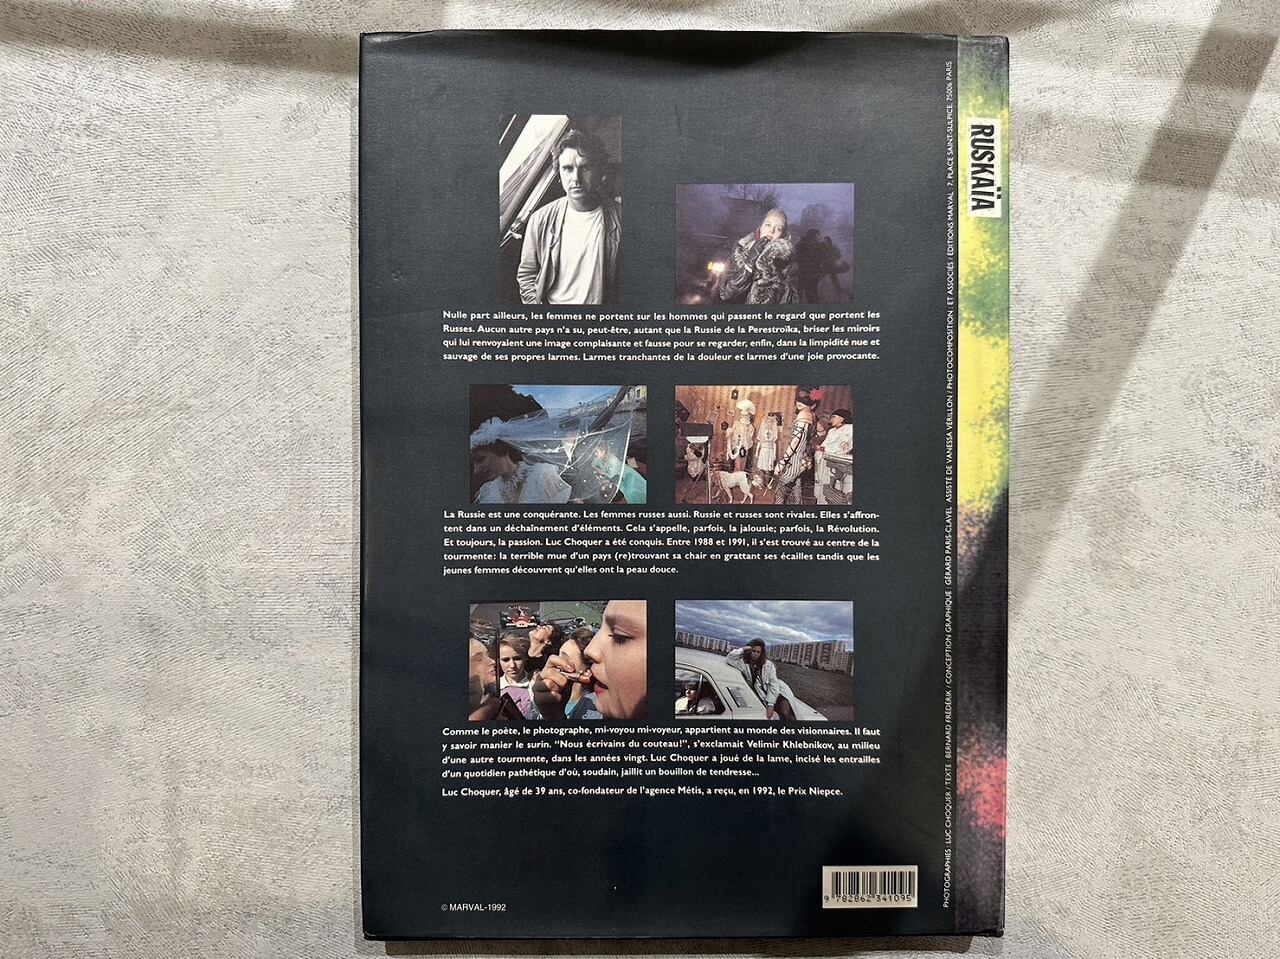 Nulle part ailleurs, les femmes ne portent sur les hommes qui passent le regard que portent les
Russes. Aucun autre pays n'a su, peut-être, autant que la Russie de la Perestroïka, briser les miroirs
qui lui renvoyaient une image complaisante et fausse pour se regarder, enfin, dans la limpidité nue et
sauvage de ses propres larmes. Larmes tranchantes de la douleur et larmes d'une joie provocante.
La Russie est une conquérante. Les femmes russes aussi. Russie et russes sont rivales. Elles s'affron-
tent dans un déchaînement d'éléments. Cela s'appelle, parfois, la jalousie; parfois, la Révolution.
Et toujours, la passion. Luc Choquer a été conquis. Entre 1988 et 1991, il s'est trouvé au centre de la
tourmente: la terrible mue d'un pays (re)trouvant sa chair en grattant ses écailles tandis que les
jeunes femmes découvrent qu'elles ont la peau douce.
Comme le poète, le photographe, mi-voyou mi-voyeur, appartient au monde des visionnaires. Il faut
y savoir manier le surin. "Nous écrivains du couteau!", s'exclamait Velimir Khlebnikov, au milieu
d'une autre tourmente, dans les années vingt. Luc Choquer a joué de la lame, incisé les entrailles
d'un quotidien pathétique d'où, soudain, jaillit un bouillon de tendresse...
Luc Choquer, âgé de 39 ans, co-fondateur de l'agence Métis, a reçu, en 1992, le Prix Niepce.
© MARVAL-1992
9 782862 341095
PHOTOGRAPHIES : LUC CHOQUER / TEXTE : BERNARD FRÉDERIK / CONCEPTION GRAPHIQUE : GÉRARD PARIS-CLAVEL ASSISTÉ DE VANESSA VÉRILLON / PHOTOCOMPOSITION ET ASSOCIÉS / EDITIONS MARVAL 7, PLACE SAINT-SULPICE. 75006 PARIS
RUSKAÏA